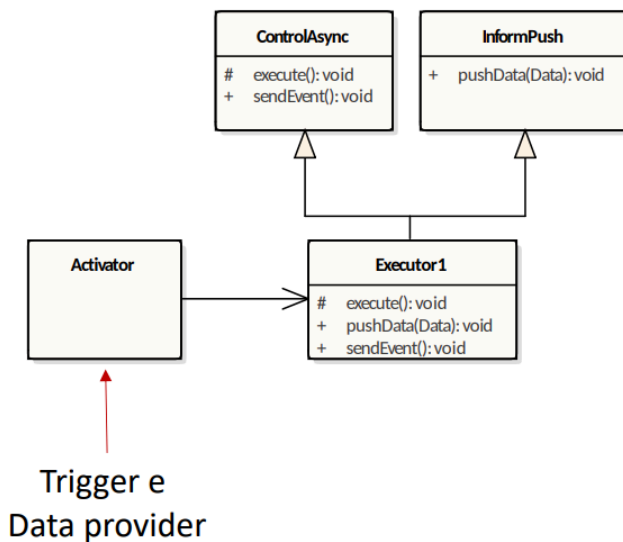 ControlAsync
# execute(): void
+ sendEvent(): void
InformPush
+ pushData(Data): void
Activator
Executor1
# execute(): void
+ pushData(Data): void
+ sendEvent(): void
Trigger e
Data provider